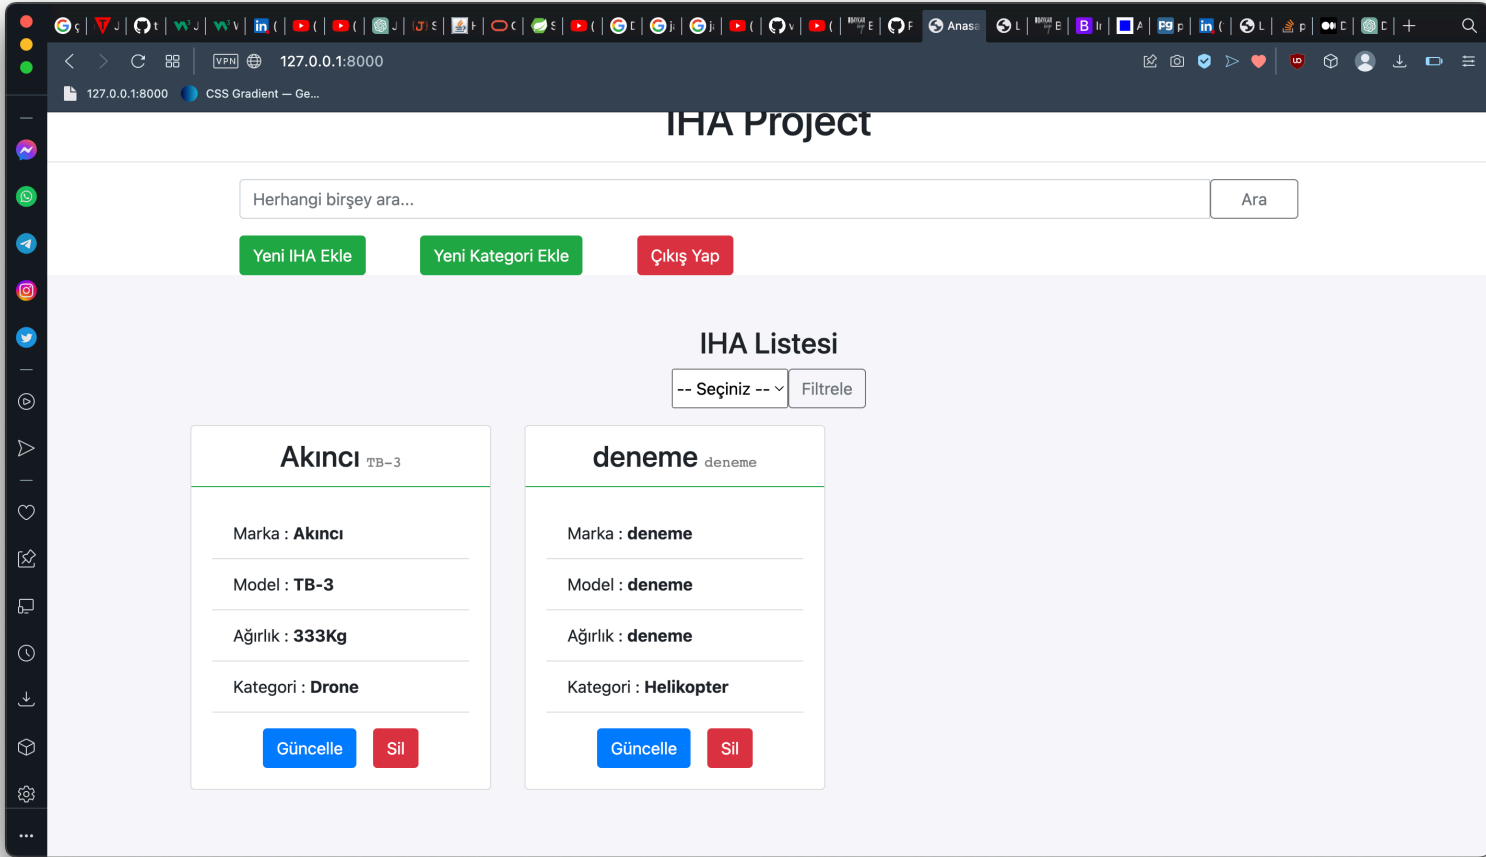 VPN 127.0.0.1:8000
127.0.0.1:8000 CSS Gradient — Ge...
IHA Project
Herhangi birşey ara... Ara
Yeni IHA Ekle Yeni Kategori Ekle Çıkış Yap
IHA Listesi
-- Seçiniz -- Filtrele
Akıncı TB-3
Marka : Akıncı
Model : TB-3
Ağırlık : 333Kg
Kategori : Drone
Güncelle Sil
deneme deneme
Marka : deneme
Model : deneme
Ağırlık : deneme
Kategori : Helikopter
Güncelle Sil